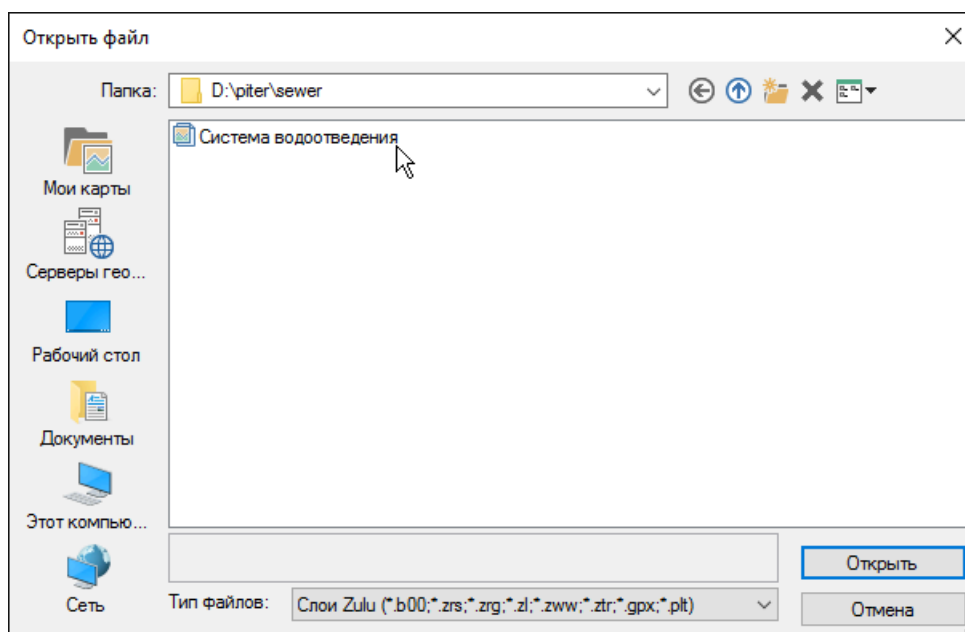 Открыть файл
Папка:
D:\piter\sewer
Система водоотведения
Мои карты
Серверы гео...
Рабочий стол
Документы
Этот компью...
Сеть
Открыть
Тип файлов:
Слои Zulu (*.b00;*.zrs;*.zrg;*.zl;*.zww;*.ztr;*.gpx;*.plt)
Отмена